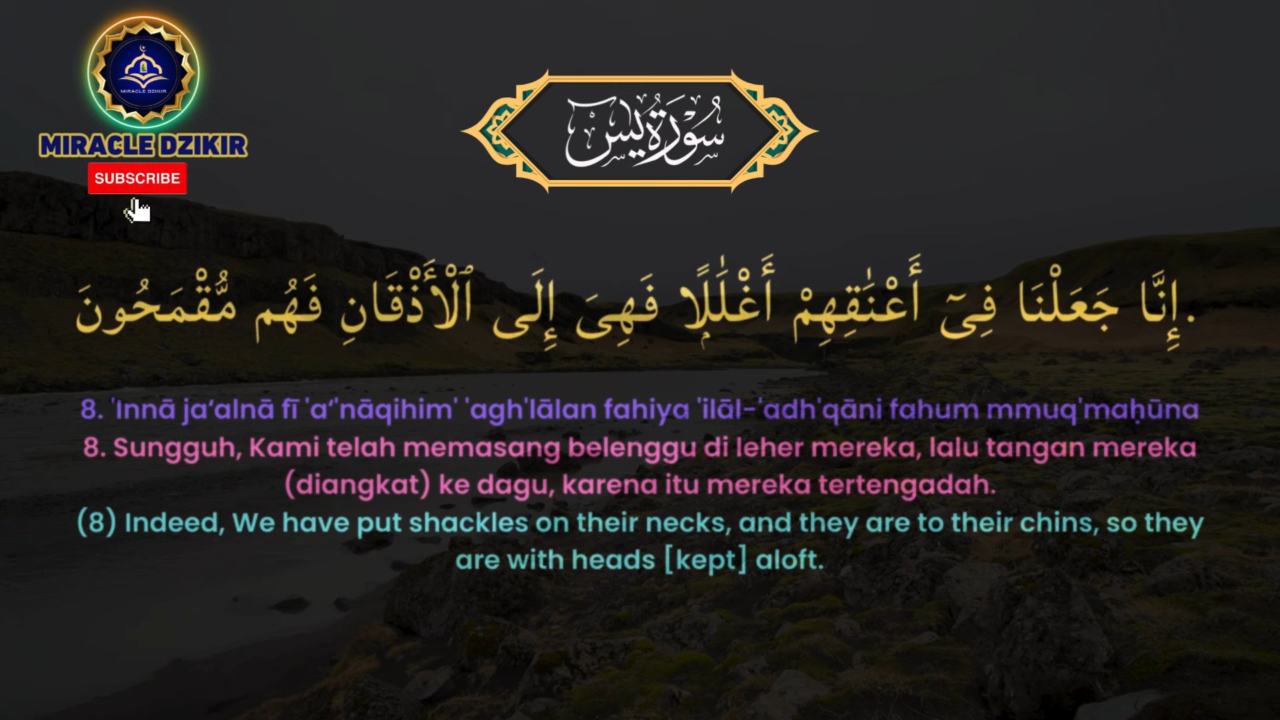 MIRACLE DZIKIR
MIRACLE DZIKIR
SUBSCRIBE
سُوْرَةُ يس
.إِنَّا جَعَلْنَا فِىٓ أَعْنَٰقِهِمْ أَغْلَٰلًۭا فَهِىَ إِلَى ٱلْأَذْقَانِ فَهُم مُّقْمَحُونَ
8. 'Innā ja‘alnā fī 'a‘'nāqihim' 'agh'lālan fahiya 'ilāl-'adh'qāni fahum mmuq'maḥūna
8. Sungguh, Kami telah memasang belenggu di leher mereka, lalu tangan mereka
(diangkat) ke dagu, karena itu mereka tertengadah.
(8) Indeed, We have put shackles on their necks, and they are to their chins, so they
are with heads [kept] aloft.